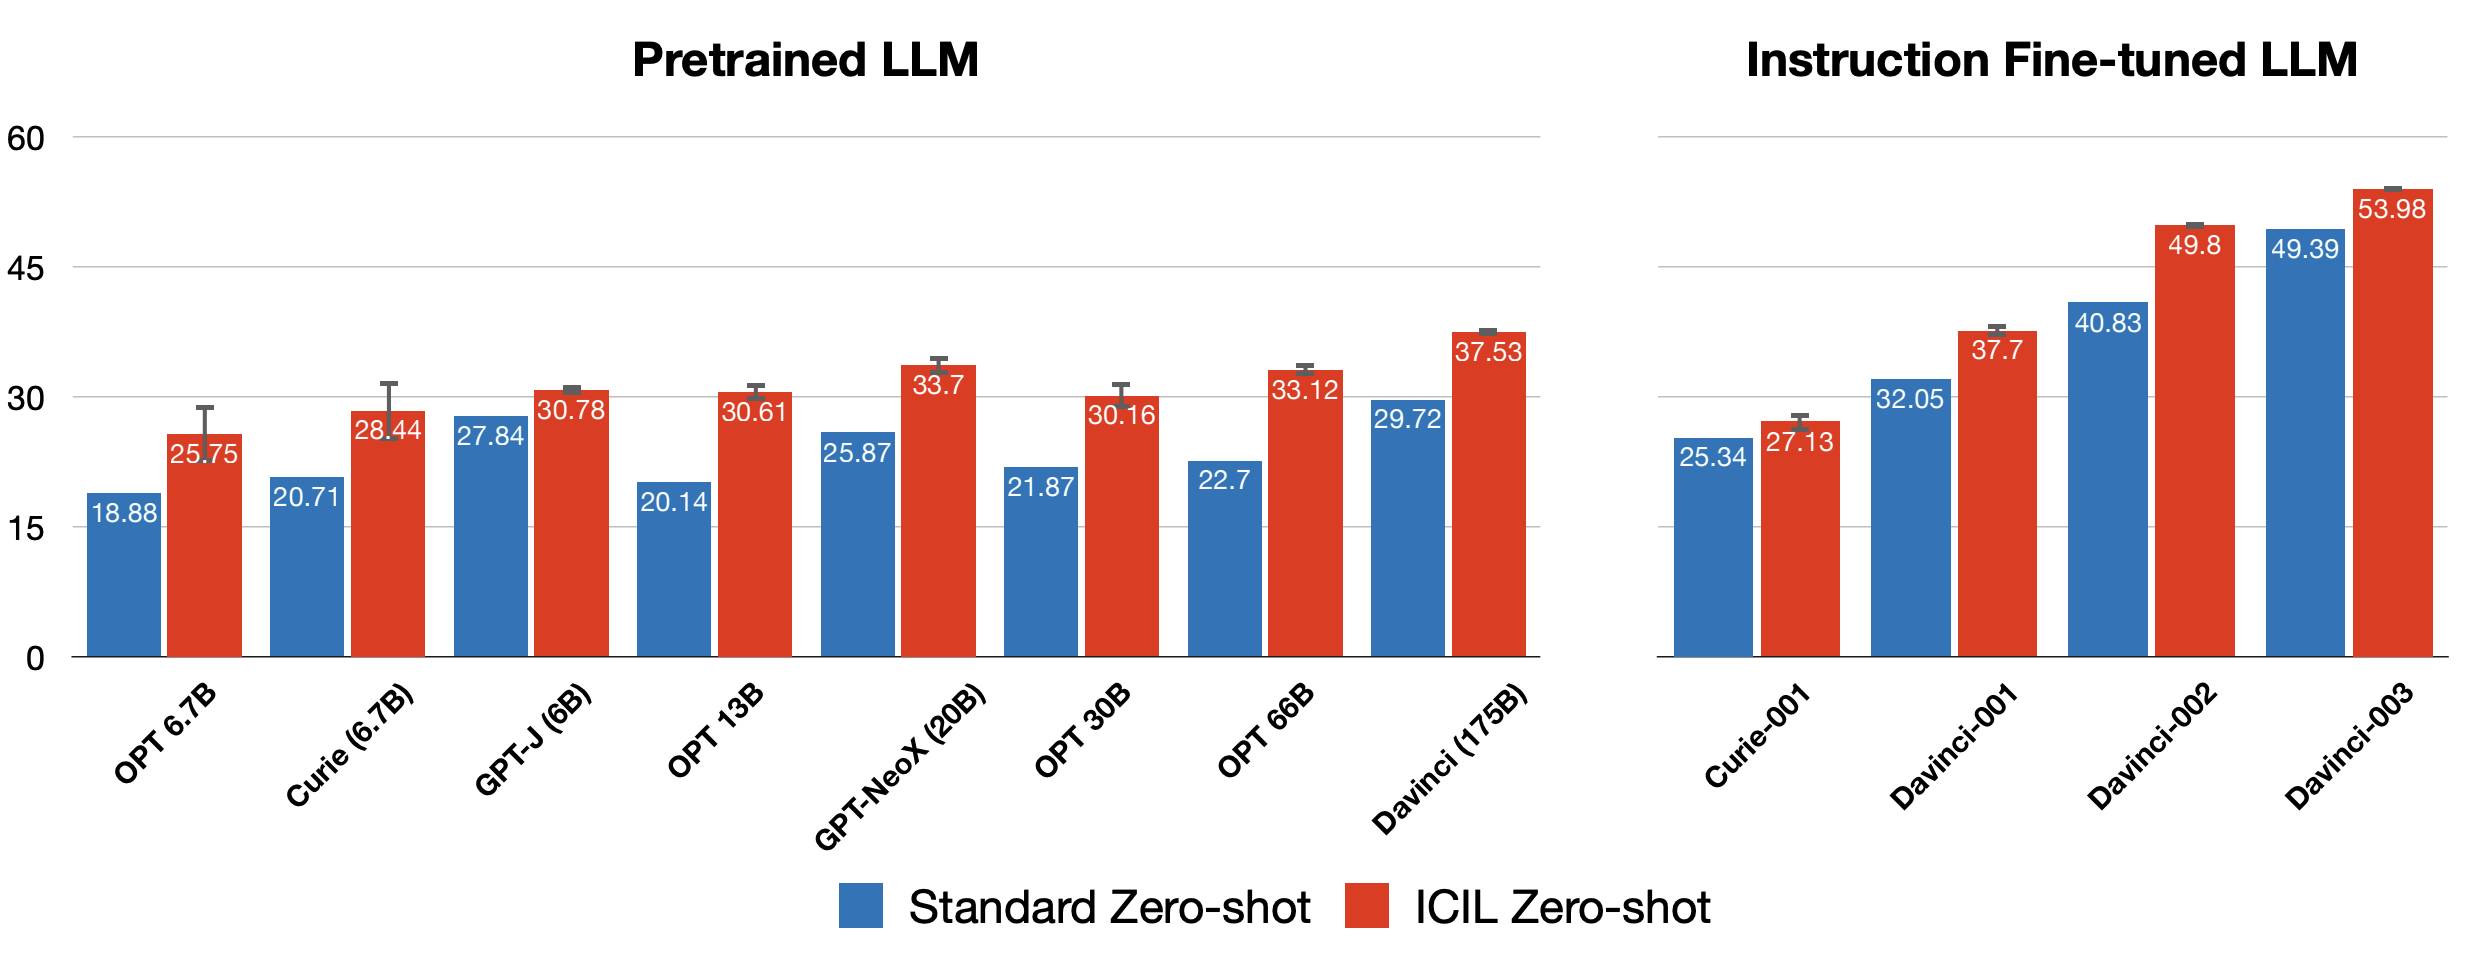 Pretrained LLM
Instruction Fine-tuned LLM
60
45
30
15
0
18.88
25.75
20.71
28.44
27.84
30.78
20.14
30.61
25.87
33.7
21.87
30.16
22.7
33.12
29.72
37.53
25.34
27.13
32.05
37.7
40.83
49.8
49.39
53.98
OPT 6.7B
Curie (6.7B)
GPT-J (6B)
OPT 13B
GPT-NeoX (20B)
OPT 30B
OPT 66B
Davinci (175B)
Curie-001
Davinci-001
Davinci-002
Davinci-003
Standard Zero-shot
ICIL Zero-shot